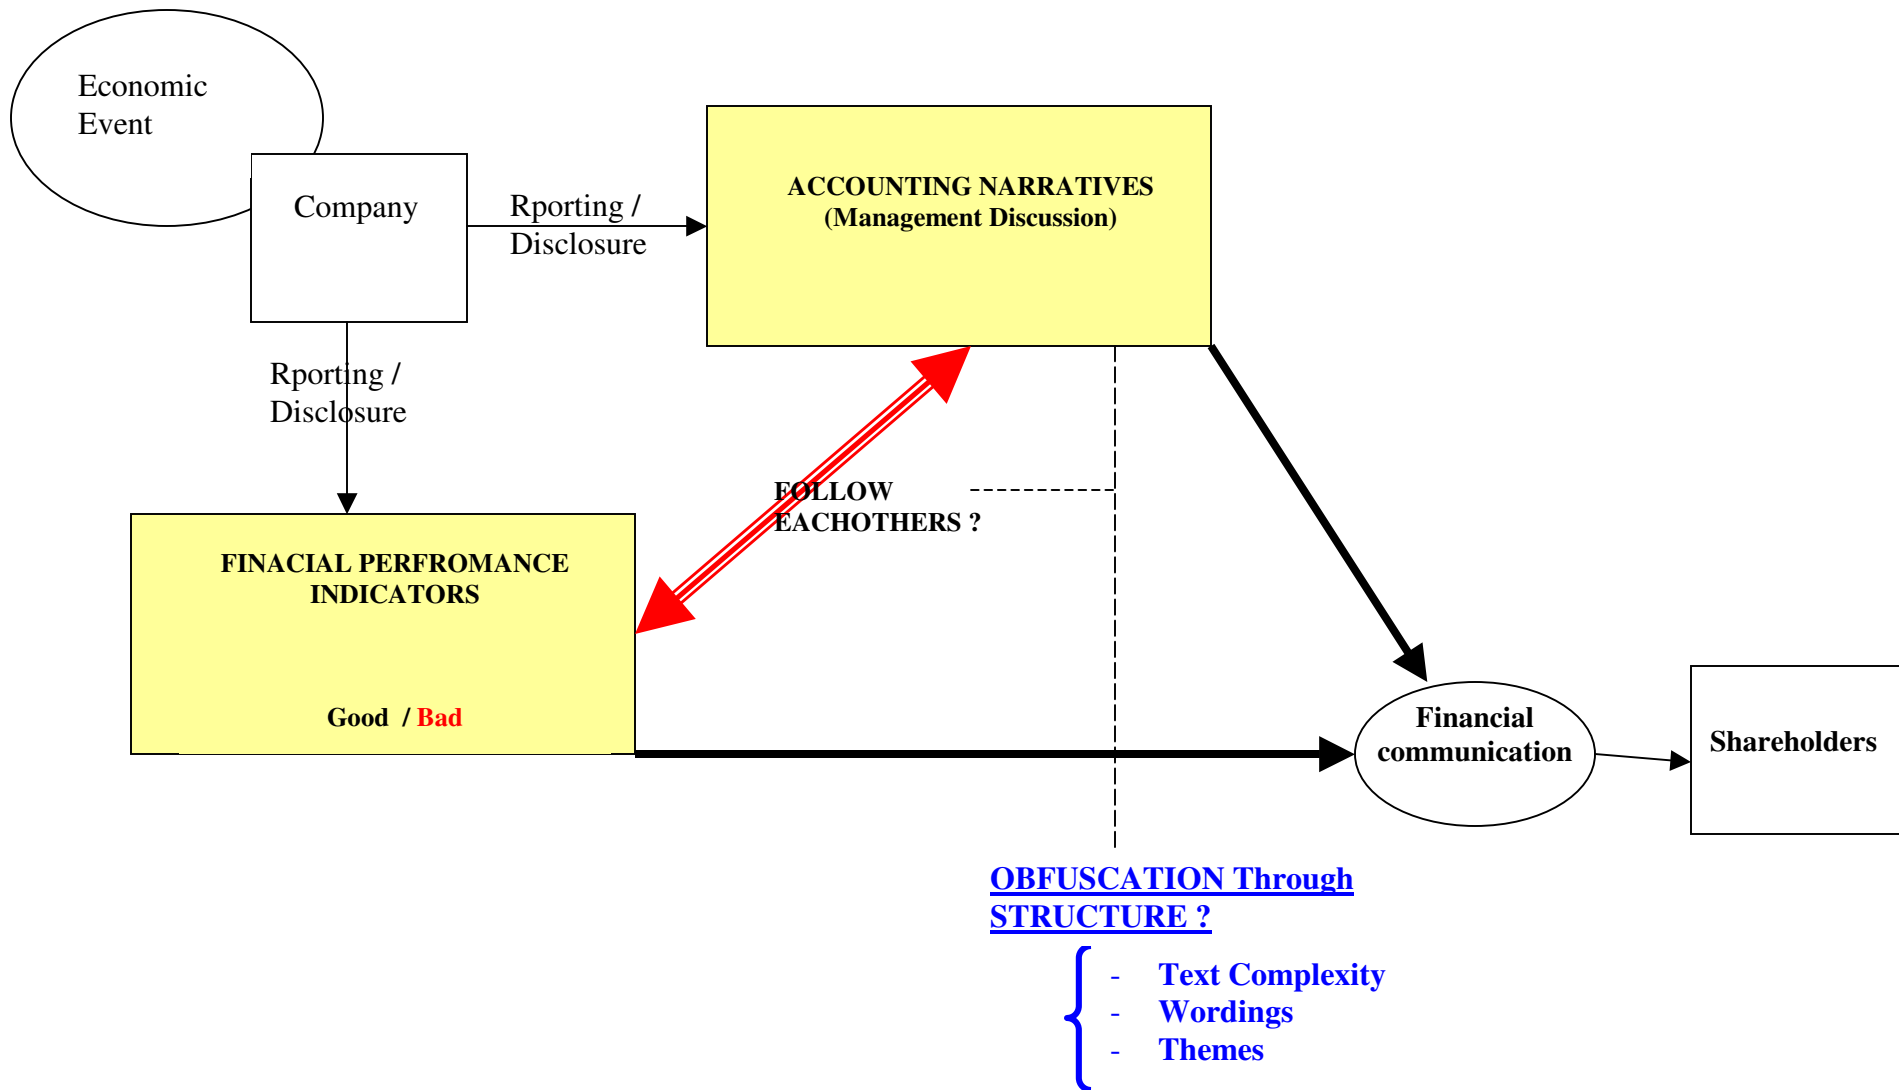 Economic
Event
Company
Rporting /
Disclosure
ACCOUNTING NARRATIVES
(Management Discussion)
Rporting /
Disclosure
FOLLOW
EACHOTHERS ?
FINACIAL PERFROMANCE
INDICATORS
Good / Bad
Financial
communication
Shareholders
OBFUSCATION Through
STRUCTURE ?
- Text Complexity
- Wordings
- Themes